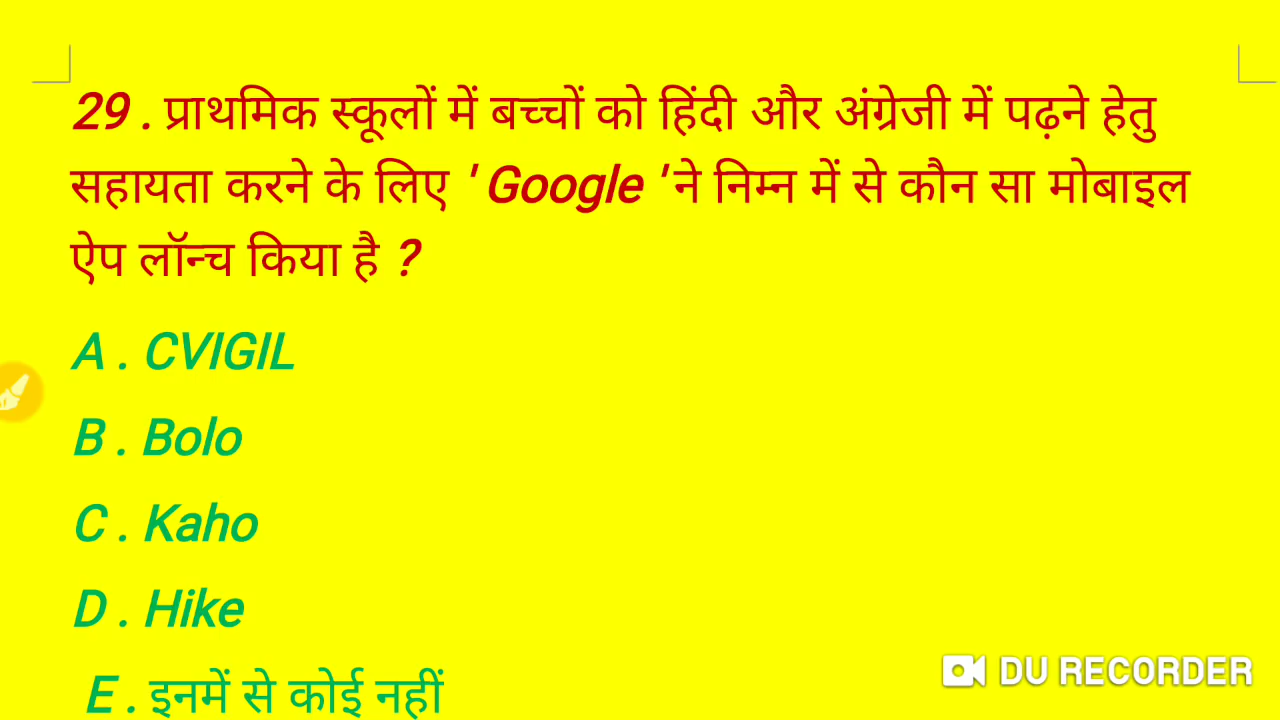 29 . प्राथमिक स्कूलों में बच्चों को हिंदी और अंग्रेजी में पढ़ने हेतु
सहायता करने के लिए ' Google ' ने निम्न में से कौन सा मोबाइल
ऐप लॉन्च किया है ?
A . CVIGIL
B . Bolo
C . Kaho
D . Hike
E . इनमें से कोई नहीं
DU RECORDER